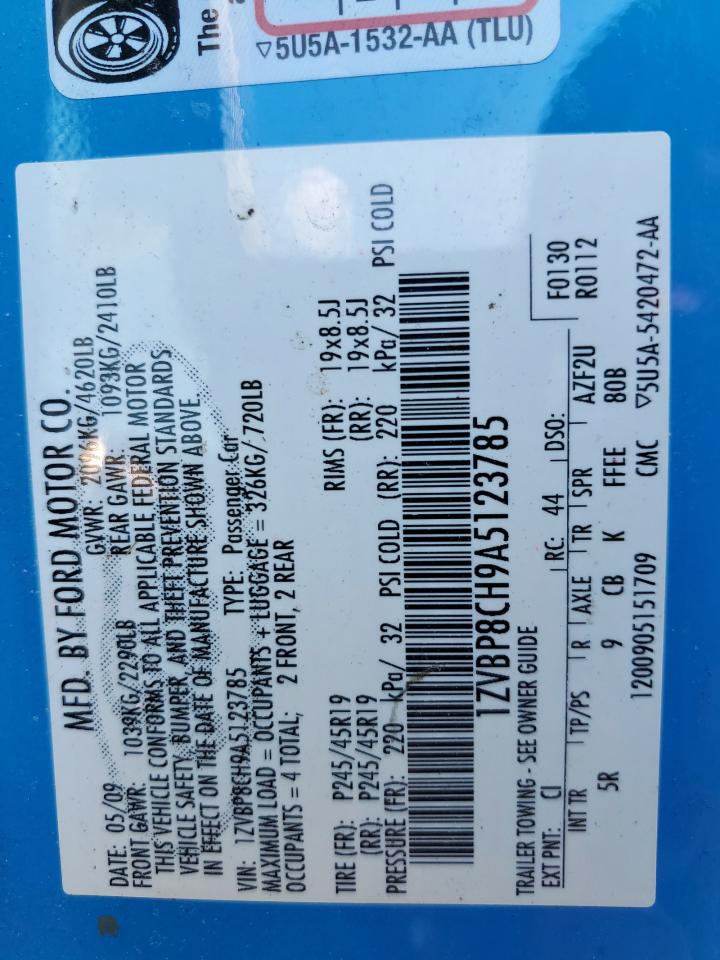 The
▽5U5A-1532-AA (TLU)
MFD. BY FORD MOTOR CO.
DATE: 05/09 GVWR: 2096KG/4620LB
FRONT GAWR: 1039KG/2290LB REAR GAWR: 1093KG/2410LB
THIS VEHICLE CONFORMS TO ALL APPLICABLE FEDERAL MOTOR
VEHICLE SAFETY, BUMPER, AND THEFT PREVENTION STANDARDS
IN EFFECT ON THE DATE OF MANUFACTURE SHOWN ABOVE.
VIN: 1ZVBP8CH9A5123785 TYPE: Passenger Car
MAXIMUM LOAD = OCCUPANTS + LUGGAGE = 326KG/ 720LB
OCCUPANTS = 4 TOTAL; 2 FRONT, 2 REAR
TIRE (FR): P245/45R19 RIMS (FR): 19x8.5J
(RR): P245/45R19 (RR): 19x8.5J
PRESSURE (FR): 220 kPa/ 32 PSI COLD (RR): 220 kPa/ 32 PSI COLD
1ZVBP8CH9A5123785
TRAILER TOWING - SEE OWNER GUIDE
EXT PNT: CI RC: 44 DSO: F0130
INT TR TP/PS R AXLE TR SPR AZF2U R0112
5R 9 CB K FFEE 80B
1200905151709 CMC ▽5U5A-5420472-AA